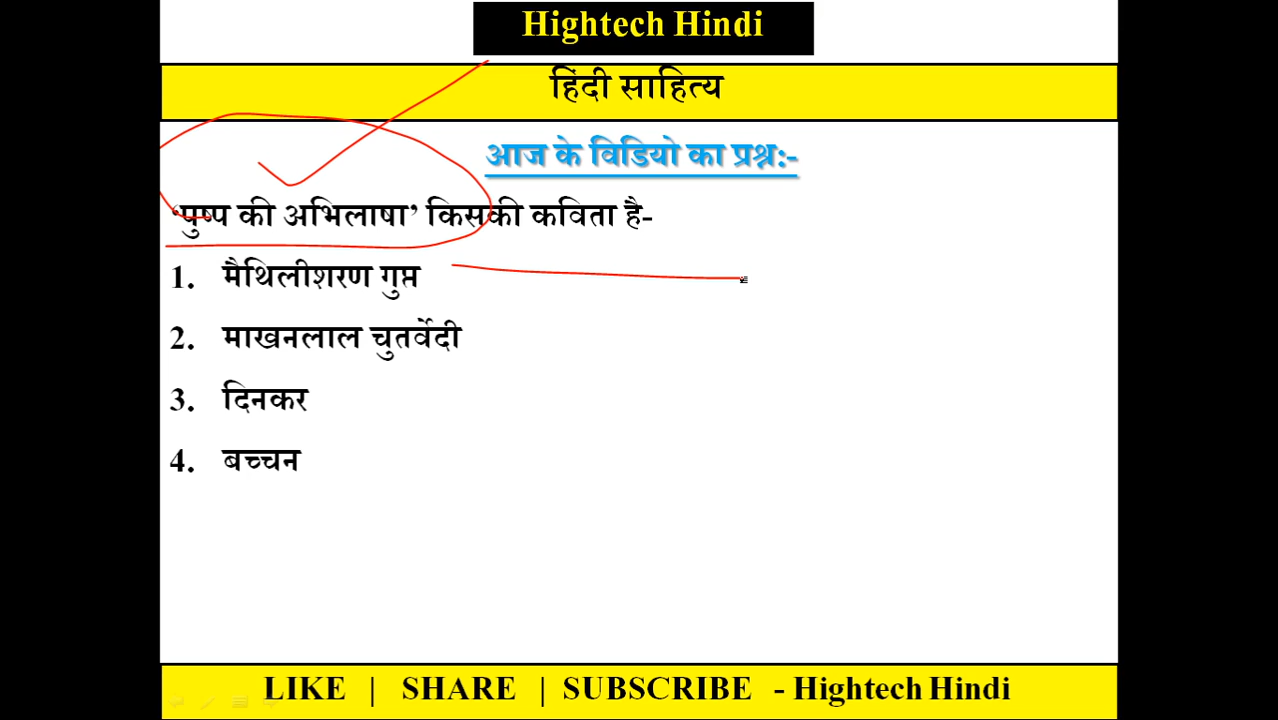 Hightech Hindi
हिंदी साहित्य
आज के विडियो का प्रश्न:-
‘पुष्प की अभिलाषा’ किसकी कविता है-
1. मैथिलीशरण गुप्त
2. माखनलाल चुतर्वेदी
3. दिनकर
4. बच्चन
LIKE | SHARE | SUBSCRIBE - Hightech Hindi